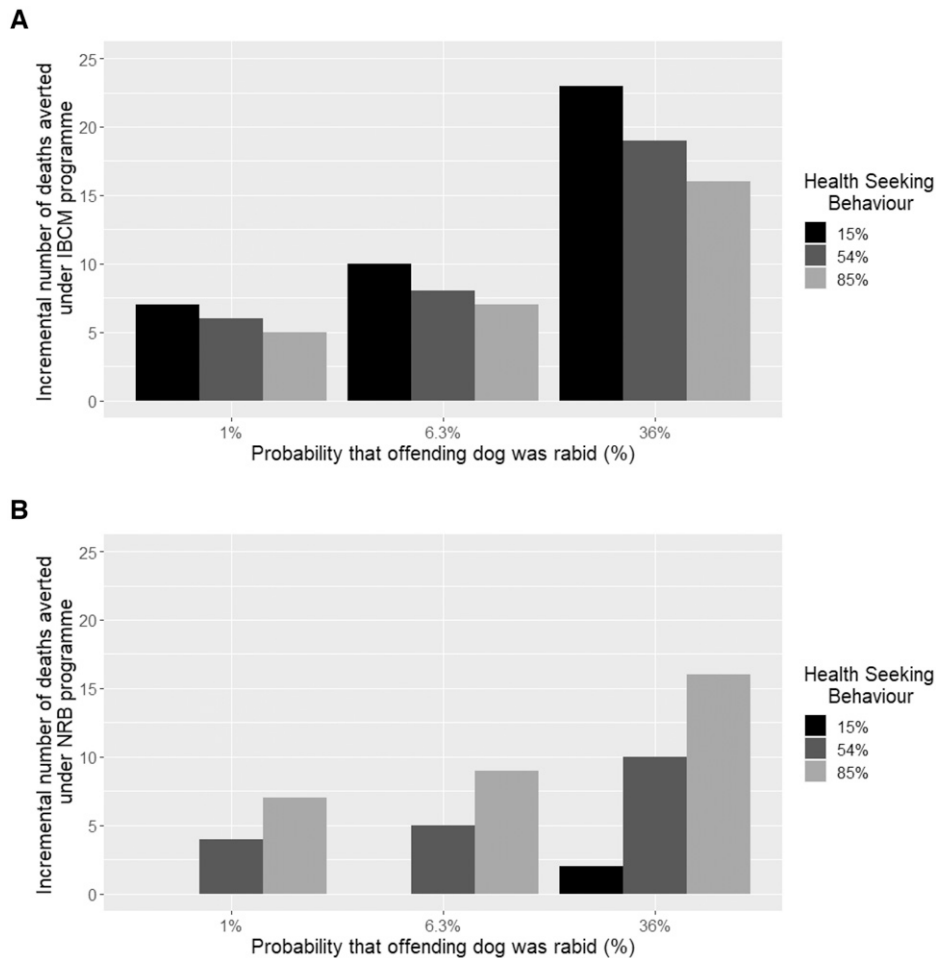 A
Incremental number of deaths averted
under IBCM programme
25
20
15
10
5
0
1%
6.3%
36%
Probability that offending dog was rabid (%)
Health Seeking
Behaviour
15%
54%
85%
B
Incremental number of deaths averted
under NRB programme
25
20
15
10
5
0
1%
6.3%
36%
Probability that offending dog was rabid (%)
Health Seeking
Behaviour
15%
54%
85%